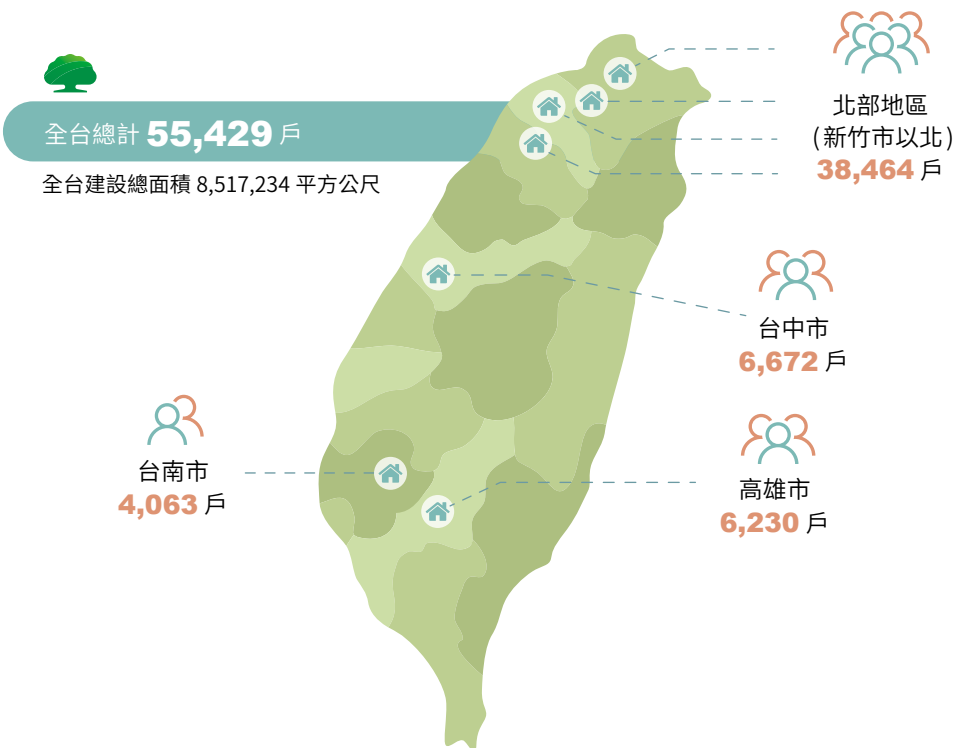 全台總計 55,429 戶
全台建設總面積 8,517,234 平方公尺
北部地區
(新竹市以北)
38,464 戶
台中市
6,672 戶
台南市
4,063 戶
高雄市
6,230 戶